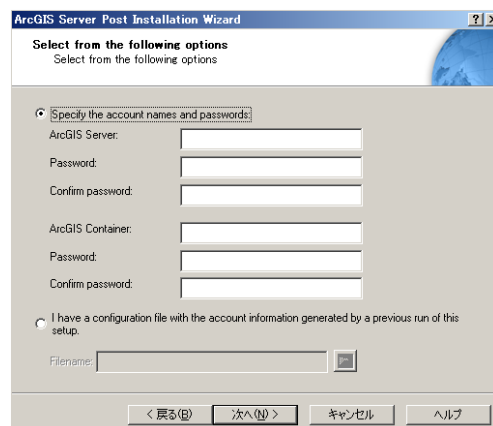 ArcGIS Server Post Installation Wizard
Select from the following options
Select from the following options
Specify the account names and passwords:
ArcGIS Server:
Password:
Confirm password:
ArcGIS Container:
Password:
Confirm password:
I have a configuration file with the account information generated by a previous run of this
setup.
Filename:
< 戻る(B) 次へ(N) > キャンセル ヘルプ